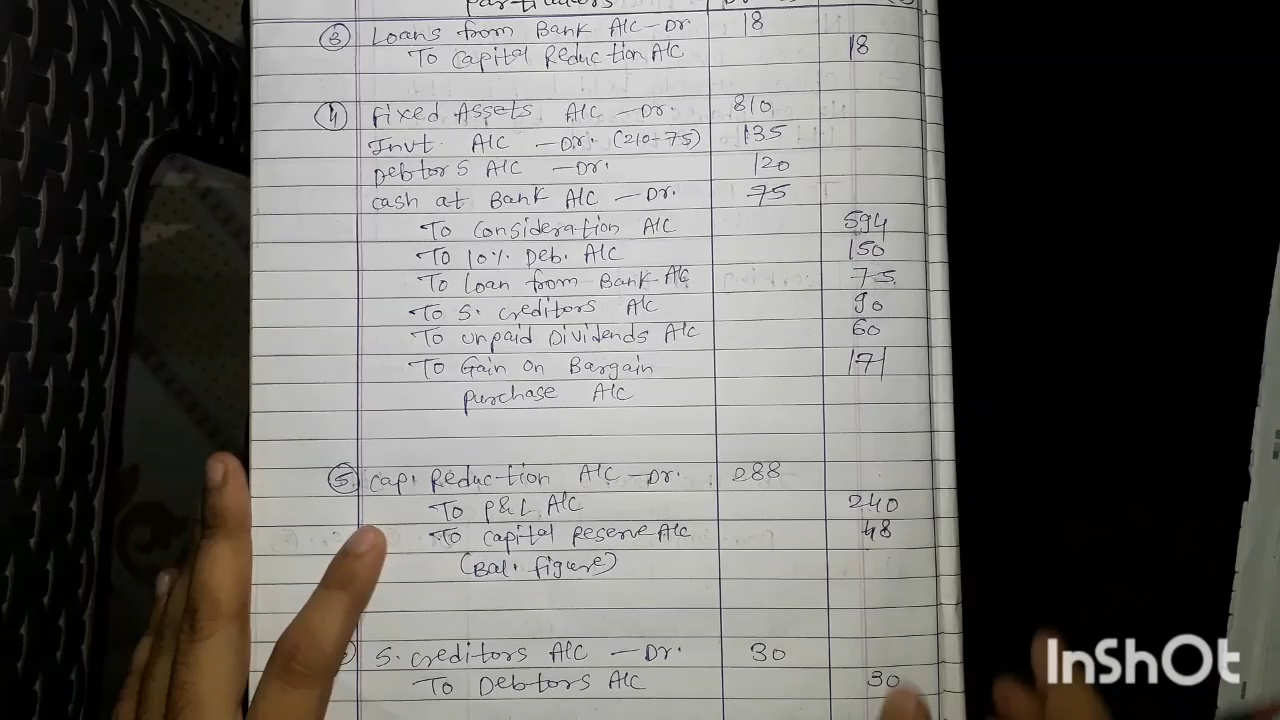 Particulars
③ Loans from Bank A/C - Dr. 18
To Capital Reduction A/C 18
④ Fixed Assets A/C - Dr. 810
Invt. A/C - Dr. (210-75) 135
Debtors A/C - Dr. 120
Cash at Bank A/C - Dr. 75
To Consideration A/C 594
To 10% Deb. A/C 150
To Loan from Bank A/C 75
To S. Creditors A/C 90
To Unpaid Dividends A/C 60
To Gain on Bargain 171
Purchase A/C
⑤ Cap. Reduction A/C - Dr. 288
To P&L A/C 240
To Capital Reserve A/C 48
(Bal. figure)
S. Creditors A/C - Dr. 30
To Debtors A/C 30
InShOt